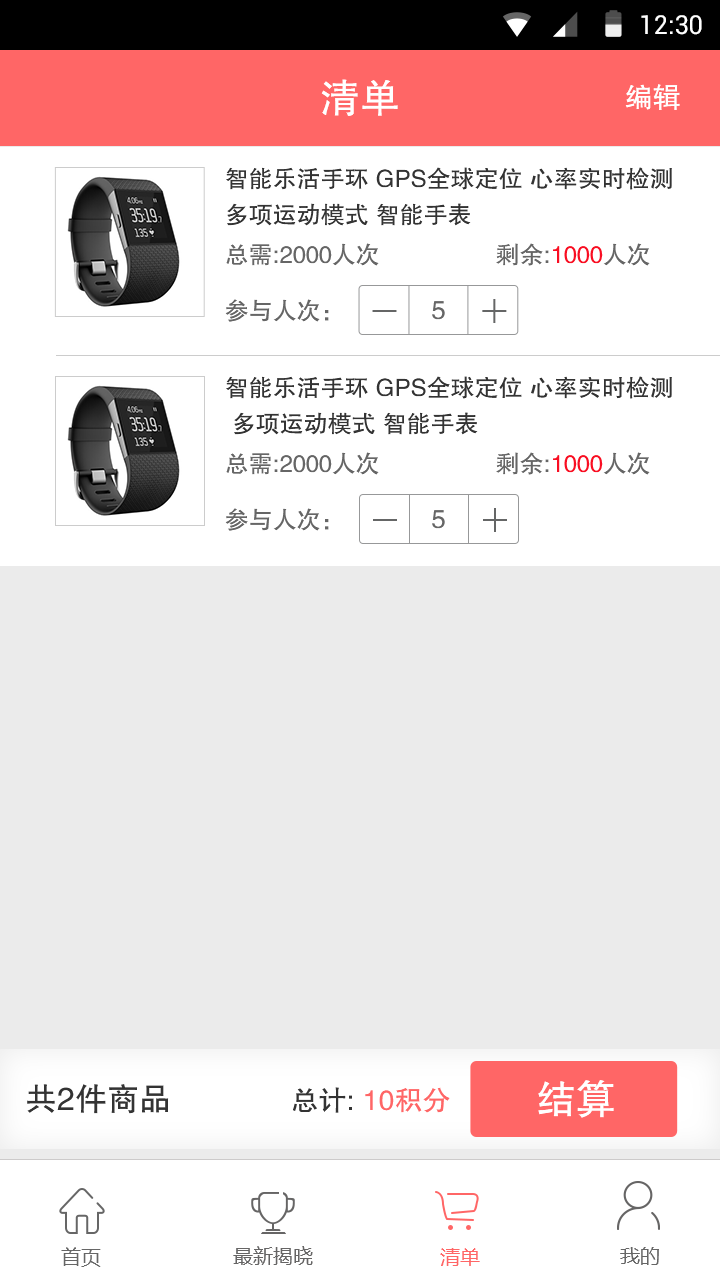 12:30
清单
编辑
智能乐活手环 GPS全球定位 心率实时检测
多项运动模式 智能手表
总需:2000人次 剩余:1000人次
参与人次： 5
智能乐活手环 GPS全球定位 心率实时检测
多项运动模式 智能手表
总需:2000人次 剩余:1000人次
参与人次： 5
共2件商品 总计: 10积分 结算
首页 最新揭晓 清单 我的